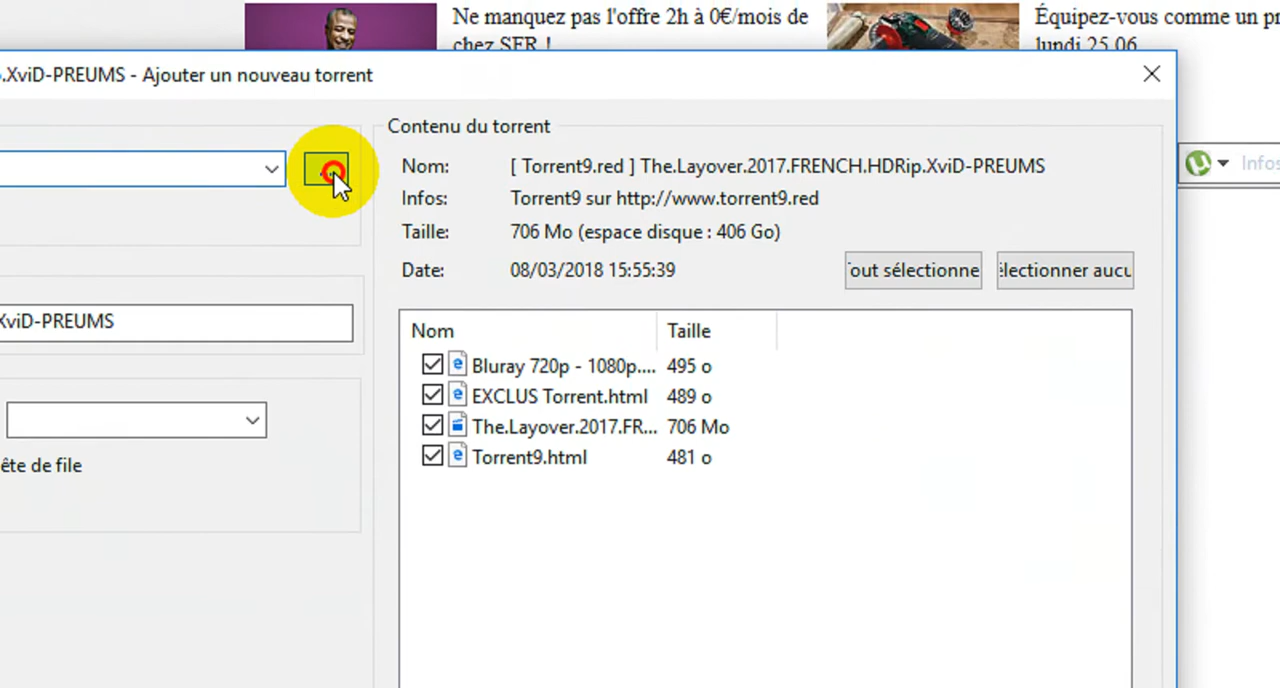 Ne manquez pas l'offre 2h à 0€/mois de
chez SFR !
Équipez-vous comme un pr
lundi 25.06
.XviD-PREUMS - Ajouter un nouveau torrent
Contenu du torrent
Nom: [ Torrent9.red ] The.Layover.2017.FRENCH.HDRip.XviD-PREUMS
Infos: Torrent9 sur http://www.torrent9.red
Taille: 706 Mo (espace disque : 406 Go)
Date: 08/03/2018 15:55:39
out sélectionne
électionner aucu
Infos
XviD-PREUMS
Nom Taille
Bluray 720p - 1080p.... 495 o
EXCLUS Torrent.html 489 o
The.Layover.2017.FR... 706 Mo
Torrent9.html 481 o
ête de file